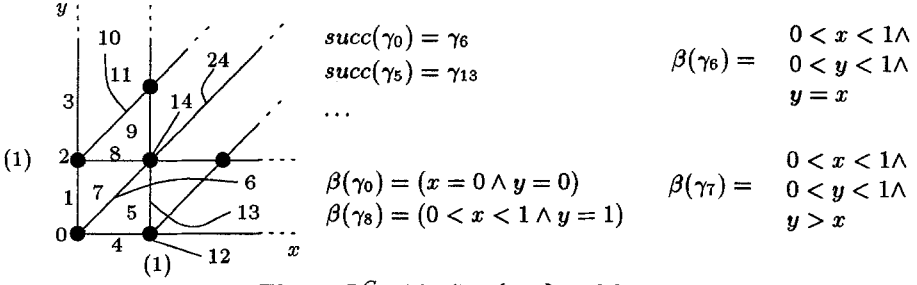 y
10
11
24
3
9
14
(1)
2
8
1
7
6
5
13
0
4
12
(1)
x
succ(γ₀) = γ₆
succ(γ₅) = γ₁₃
...
β(γ₀) = (x = 0 ∧ y = 0)
β(γ₈) = (0 < x < 1 ∧ y = 1)
β(γ₆) =
0 < x < 1∧
0 < y < 1∧
y = x
β(γ₇) =
0 < x < 1∧
0 < y < 1∧
y > x